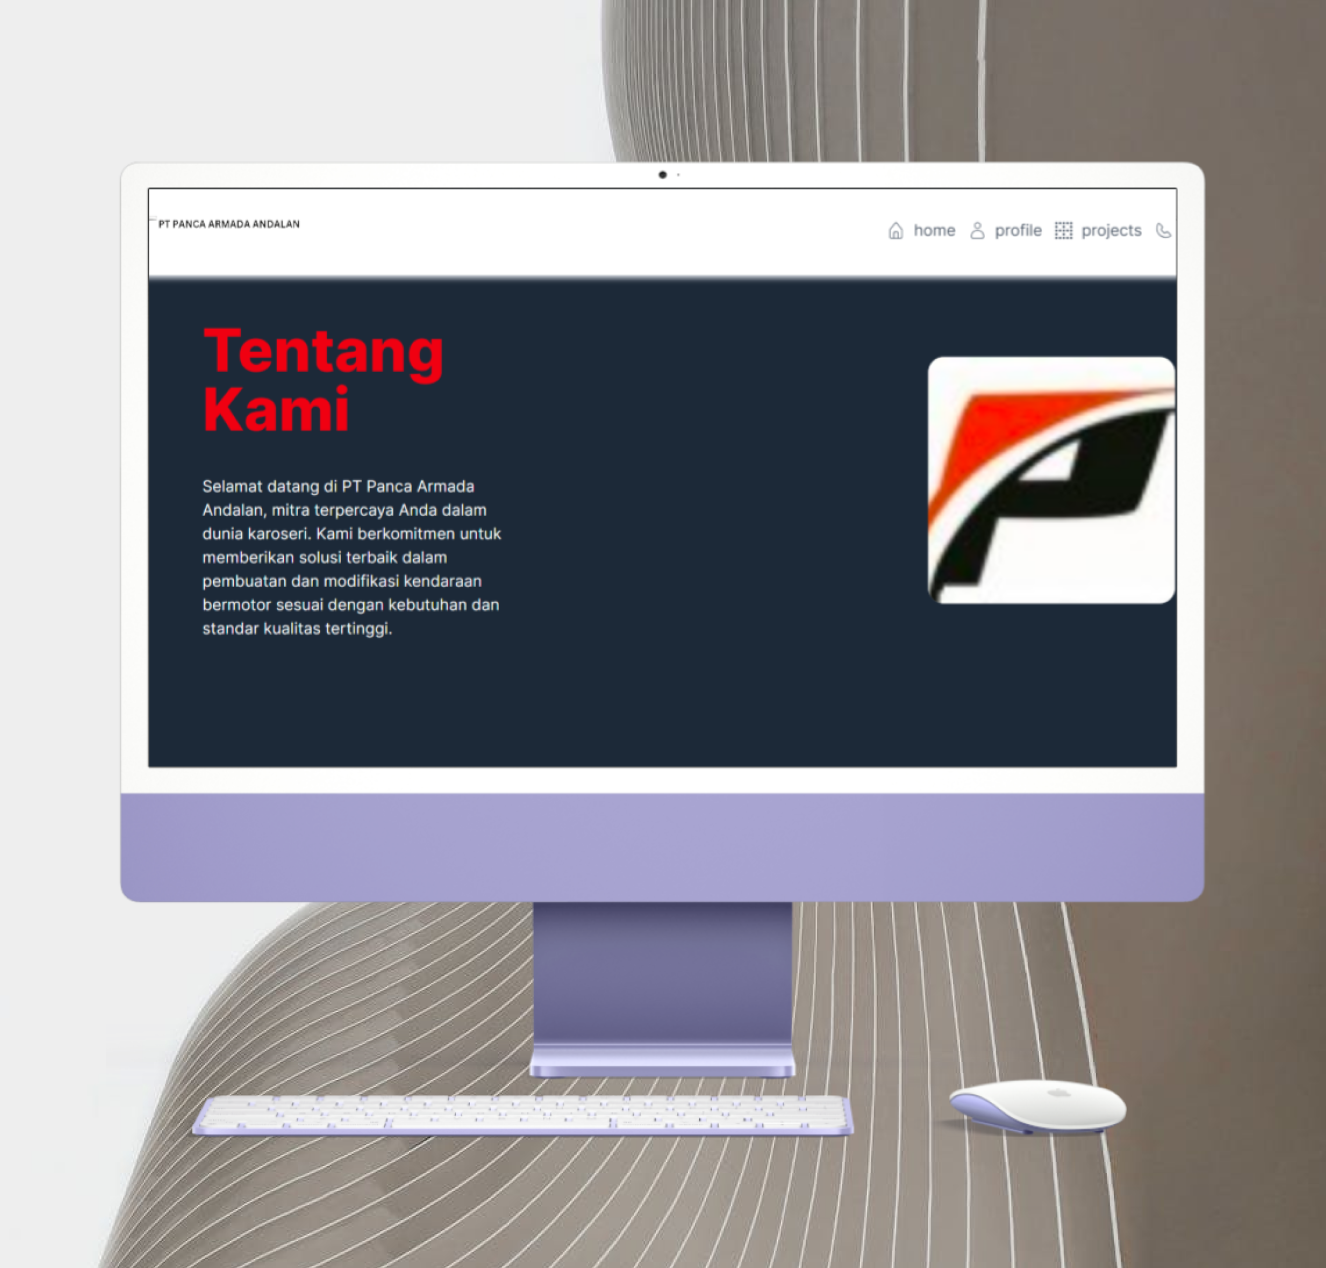 PT PANCA ARMADA ANDALAN
home profile projects
Tentang
Kami
Selamat datang di PT Panca Armada
Andalan, mitra terpercaya Anda dalam
dunia karoseri. Kami berkomitmen untuk
memberikan solusi terbaik dalam
pembuatan dan modifikasi kendaraan
bermotor sesuai dengan kebutuhan dan
standar kualitas tertinggi.